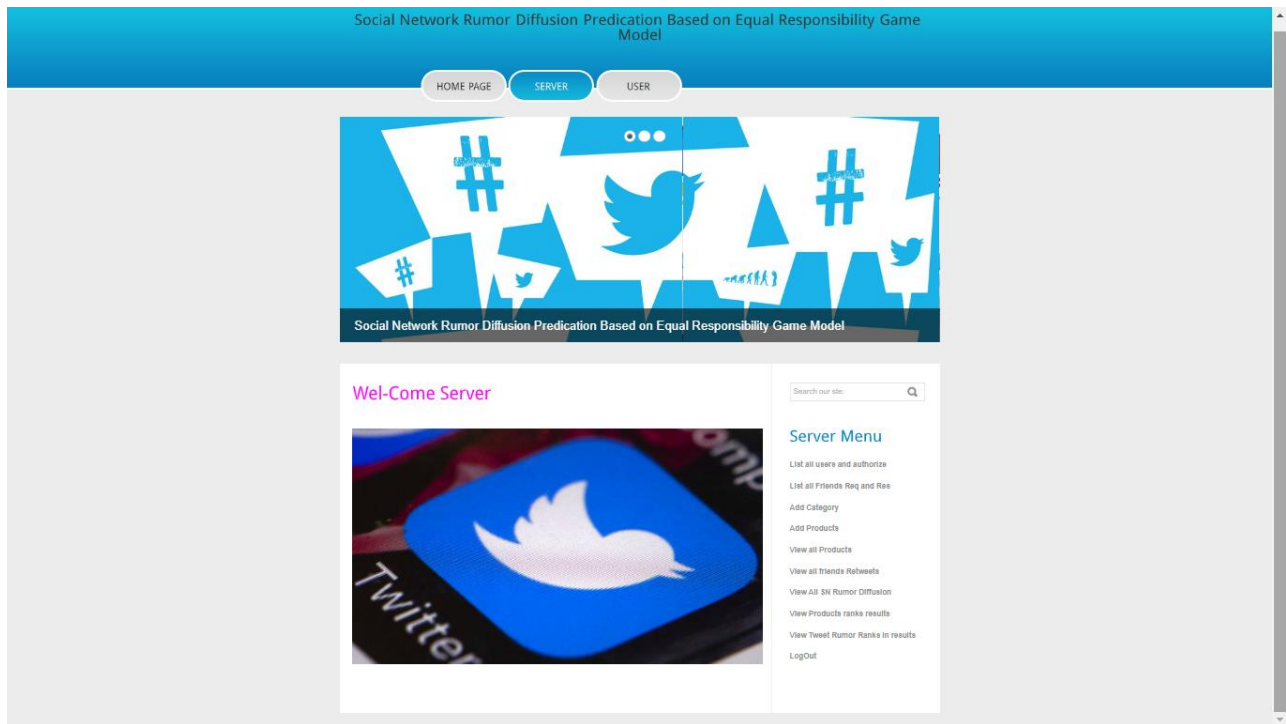 Social Network Rumor Diffusion Predication Based on Equal Responsibility Game
Model
HOME PAGE
SERVER
USER
#
#
#
Social Network Rumor Diffusion Predication Based on Equal Responsibility Game Model
Wel-Come Server
Search our site:
Server Menu
List all users and authorize
List all Friends Req and Res
Add Category
Add Products
View all Products
View all friends Retweets
View All SN Rumor Diffusion
View Products ranks results
View Tweet Rumor Ranks in results
LogOut
Twitter